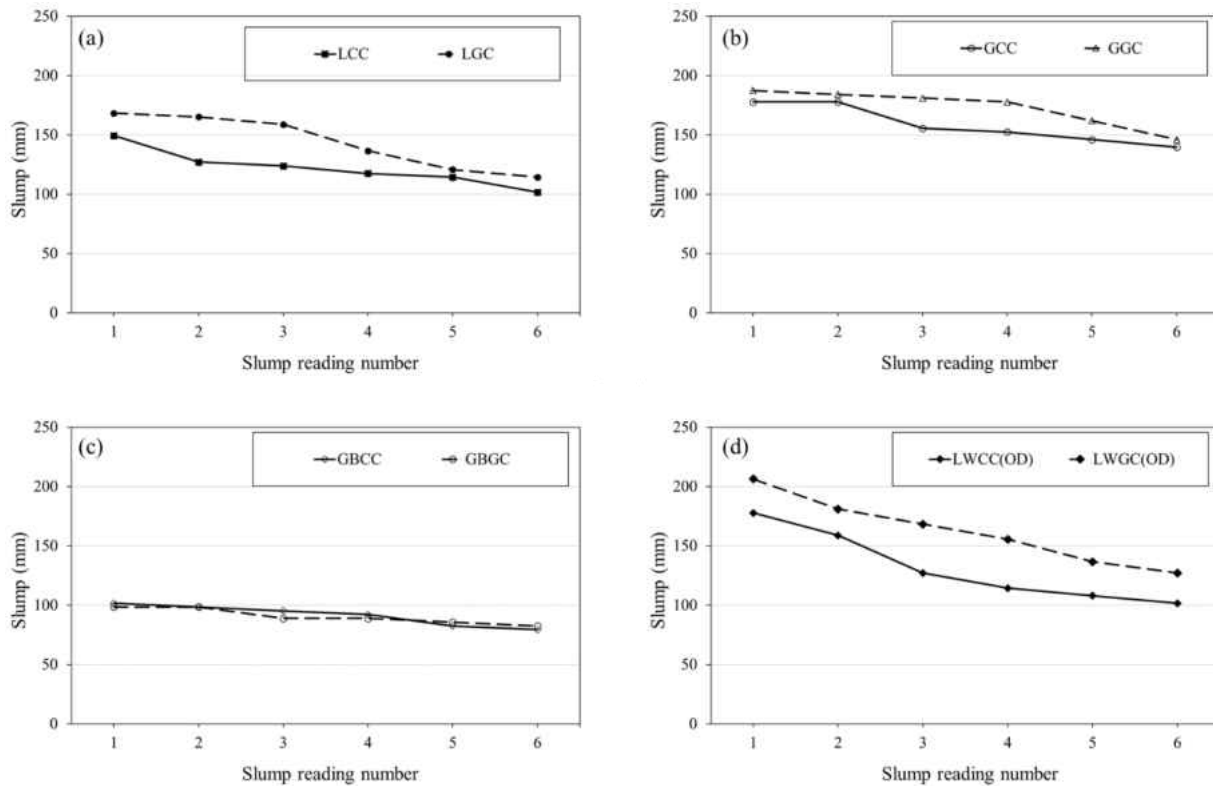 (a)
LCC LGC
250
200
150
100
50
0
Slump (mm)
1 2 3 4 5 6
Slump reading number
(b)
GCC GGC
250
200
150
100
50
0
Slump (mm)
1 2 3 4 5 6
Slump reading number
(c)
GBCC GBGC
250
200
150
100
50
0
Slump (mm)
1 2 3 4 5 6
Slump reading number
(d)
LWCC(OD) LWGC(OD)
250
200
150
100
50
0
Slump (mm)
1 2 3 4 5 6
Slump reading number